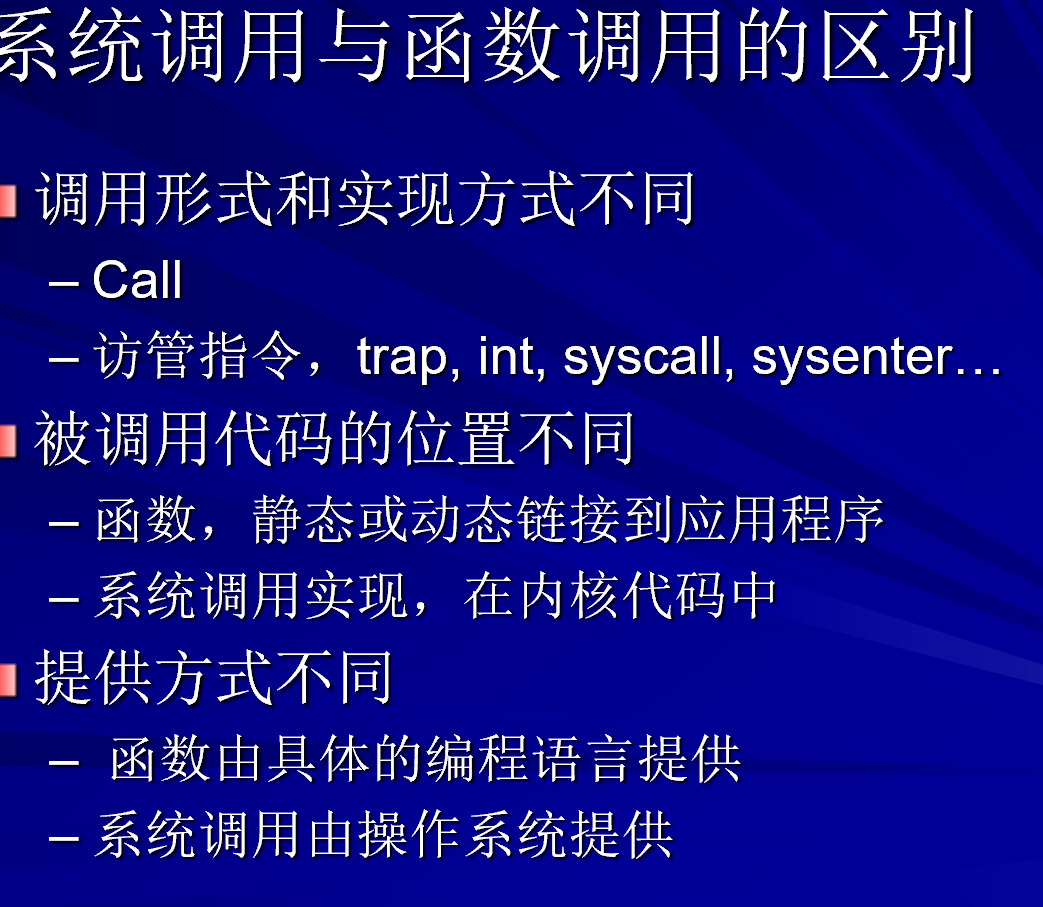 系统调用与函数调用的区别
调用形式和实现方式不同
– Call
– 访管指令，trap, int, syscall, sysenter…
被调用代码的位置不同
– 函数，静态或动态链接到应用程序
– 系统调用实现，在内核代码中
提供方式不同
– 函数由具体的编程语言提供
– 系统调用由操作系统提供